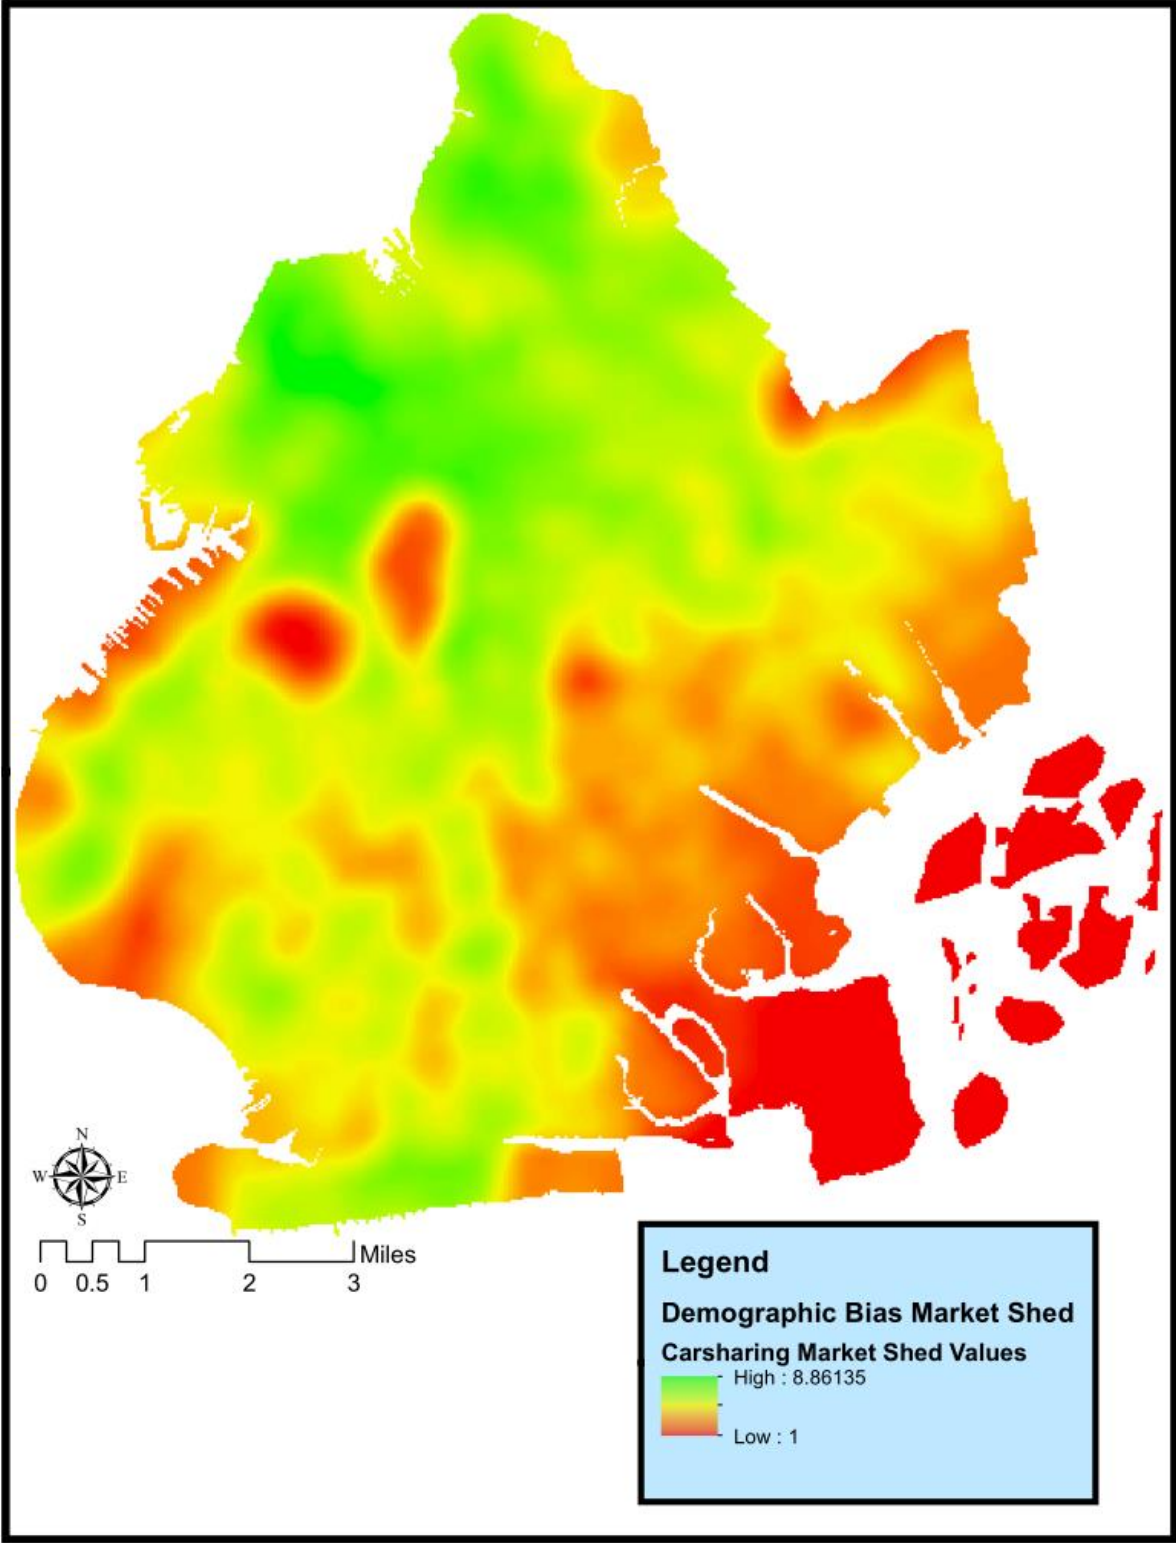 N
W E
S
Miles
0 0.5 1 2 3
Legend
Demographic Bias Market Shed
Carsharing Market Shed Values
High : 8.86135
Low : 1